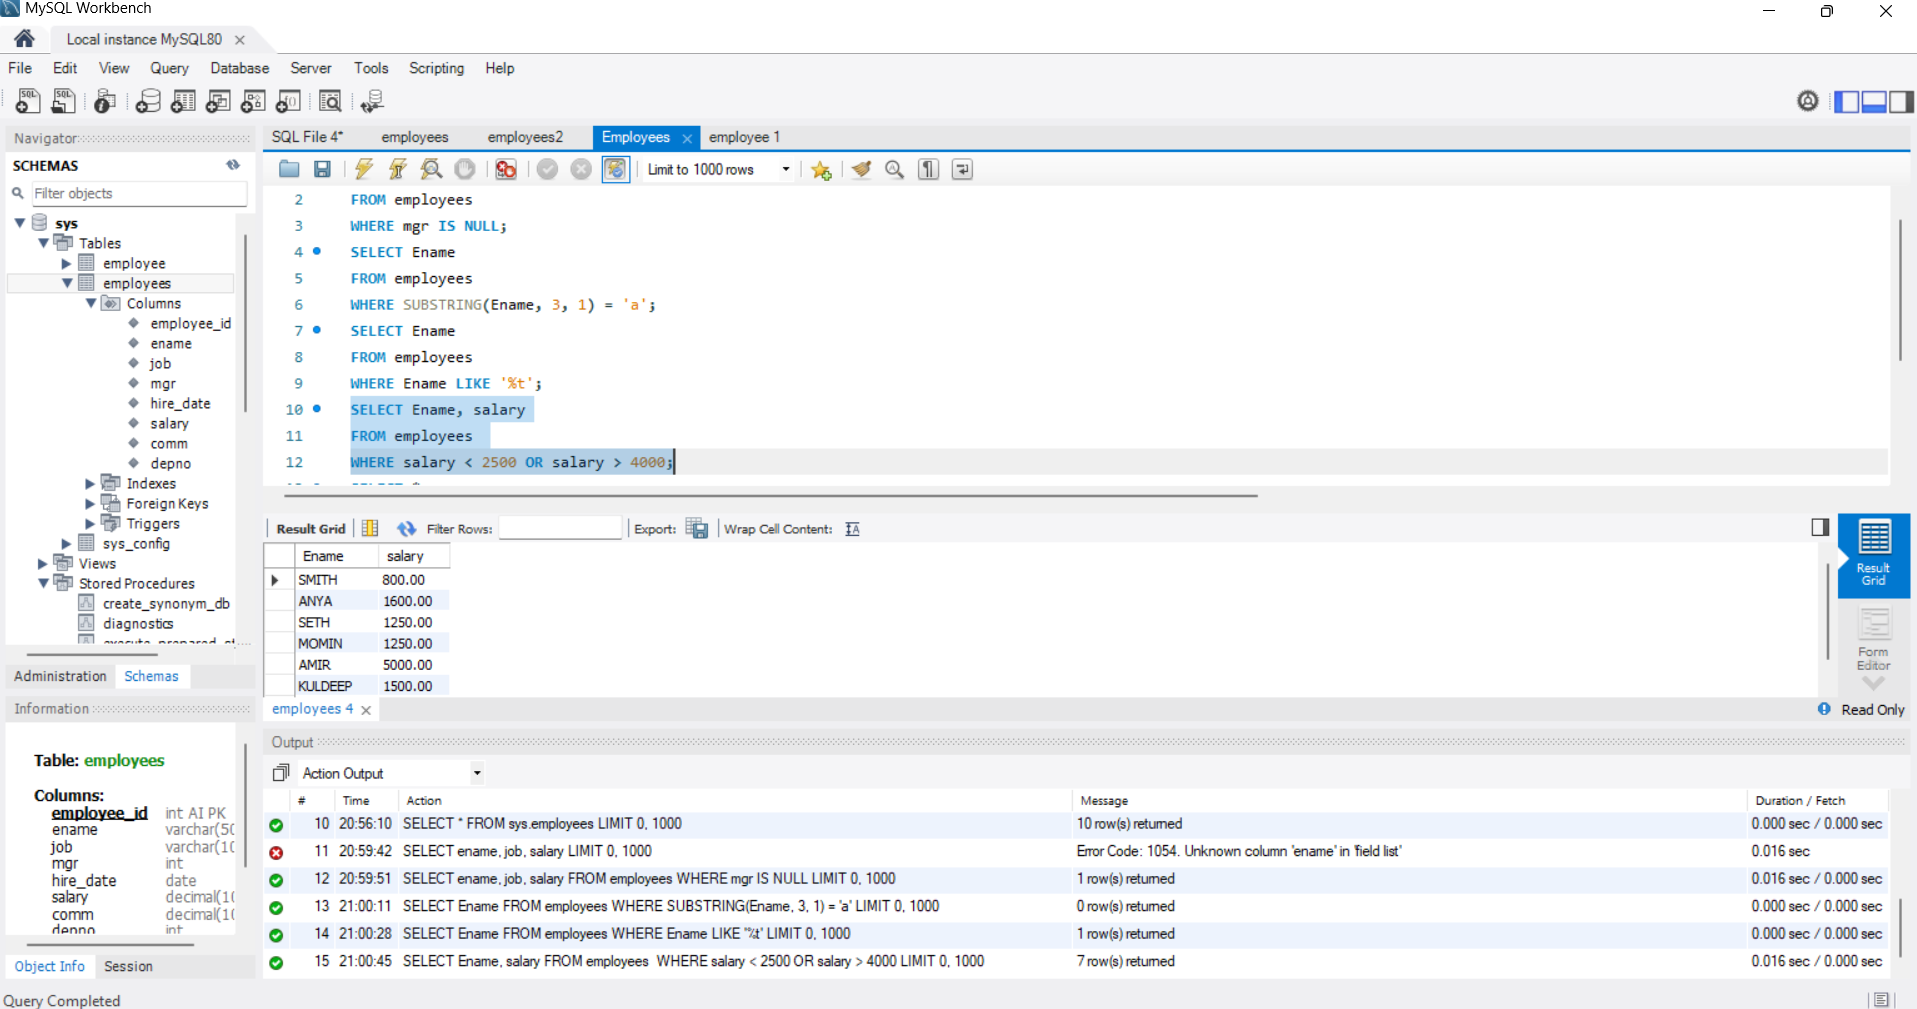 MySQL Workbench
Local instance MySQL80
File Edit View Query Database Server Tools Scripting Help
Navigator
SCHEMAS
Filter objects
sys
Tables
employee
employees
Columns
employee_id
ename
job
mgr
hire_date
salary
comm
depno
Indexes
Foreign Keys
Triggers
sys_config
Views
Stored Procedures
create_synonym_db
diagnostics
Administration Schemas
Information
Table: employees
Columns:
employee_id int AI PK
ename varchar(50
job varchar(10
mgr int
hire_date date
salary decimal(10
comm decimal(10
depno int
Object Info Session
Query Completed
SQL File 4* employees employees2 Employees employee 1
Limit to 1000 rows
2 FROM employees
3 WHERE mgr IS NULL;
4 SELECT Ename
5 FROM employees
6 WHERE SUBSTRING(Ename, 3, 1) = 'a';
7 SELECT Ename
8 FROM employees
9 WHERE Ename LIKE '%t';
10 SELECT Ename, salary
11 FROM employees
12 WHERE salary < 2500 OR salary > 4000;
Result Grid Filter Rows: Export: Wrap Cell Content:
Ename salary
SMITH 800.00
ANYA 1600.00
SETH 1250.00
MOMIN 1250.00
AMIR 5000.00
KULDEEP 1500.00
Result
Grid
Form
Editor
employees 4
Read Only
Output
Action Output
# Time Action Message Duration / Fetch
10 20:56:10 SELECT * FROM sys.employees LIMIT 0, 1000 10 row(s) returned 0.000 sec / 0.000 sec
11 20:59:42 SELECT ename, job, salary LIMIT 0, 1000 Error Code: 1054. Unknown column 'ename' in 'field list' 0.016 sec
12 20:59:51 SELECT ename, job, salary FROM employees WHERE mgr IS NULL LIMIT 0, 1000 1 row(s) returned 0.016 sec / 0.000 sec
13 21:00:11 SELECT Ename FROM employees WHERE SUBSTRING(Ename, 3, 1) = 'a' LIMIT 0, 1000 0 row(s) returned 0.000 sec / 0.000 sec
14 21:00:28 SELECT Ename FROM employees WHERE Ename LIKE '%t' LIMIT 0, 1000 1 row(s) returned 0.000 sec / 0.000 sec
15 21:00:45 SELECT Ename, salary FROM employees WHERE salary < 2500 OR salary > 4000 LIMIT 0, 1000 7 row(s) returned 0.016 sec / 0.000 sec